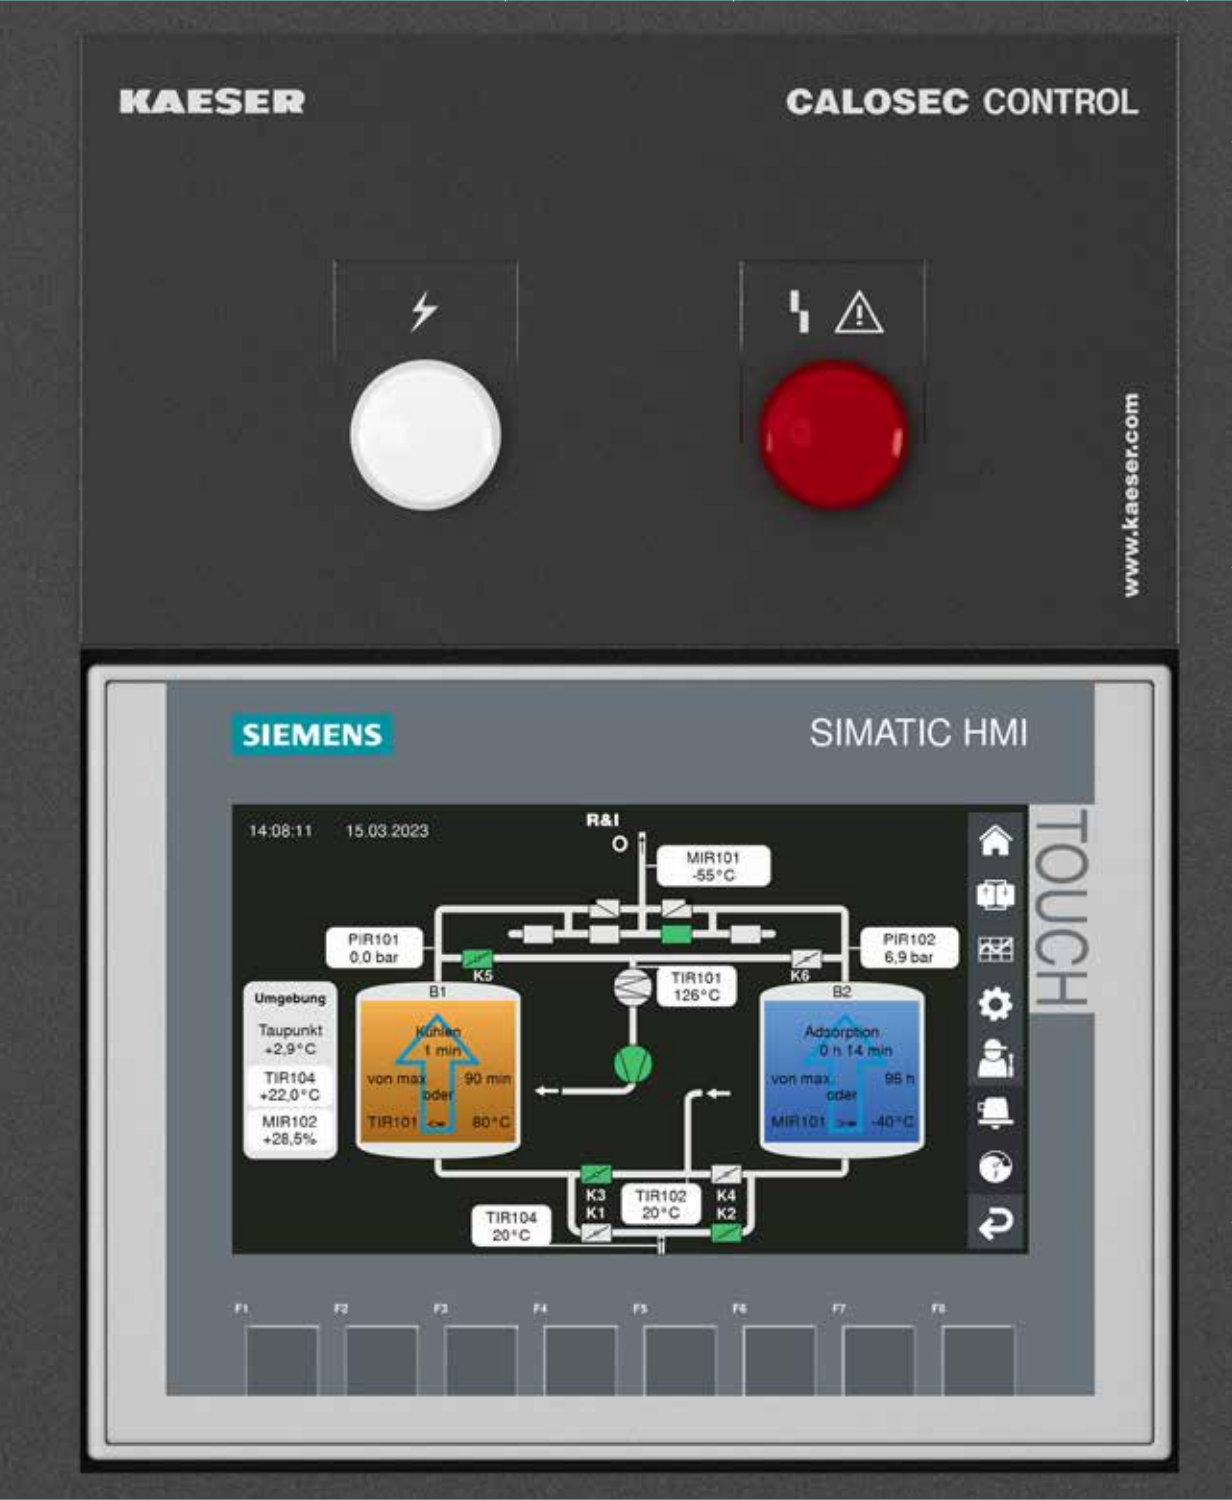 KAESER
CALOSEC CONTROL
www.kaeser.com
SIEMENS
SIMATIC HMI
TOUCH
14:08:11 15.03.2023
R&I
O
MIR101
-55°C
PIR101
0,0 bar
PIR102
6,9 bar
K5
K6
TIR101
126°C
B1
B2
Umgebung
Taupunkt
+2,9°C
TIR104
+22,0°C
MIR102
+28,5%
Kühlen
1 min
von max. 90 min
oder
TIR101 <= 80°C
Adsorption
0 h 14 min
von max. 96 h
oder
MIR101 >= -40°C
K3
K1
TIR102
20°C
K4
K2
TIR104
20°C
F1 F2 F3 F4 F5 F6 F7 F8